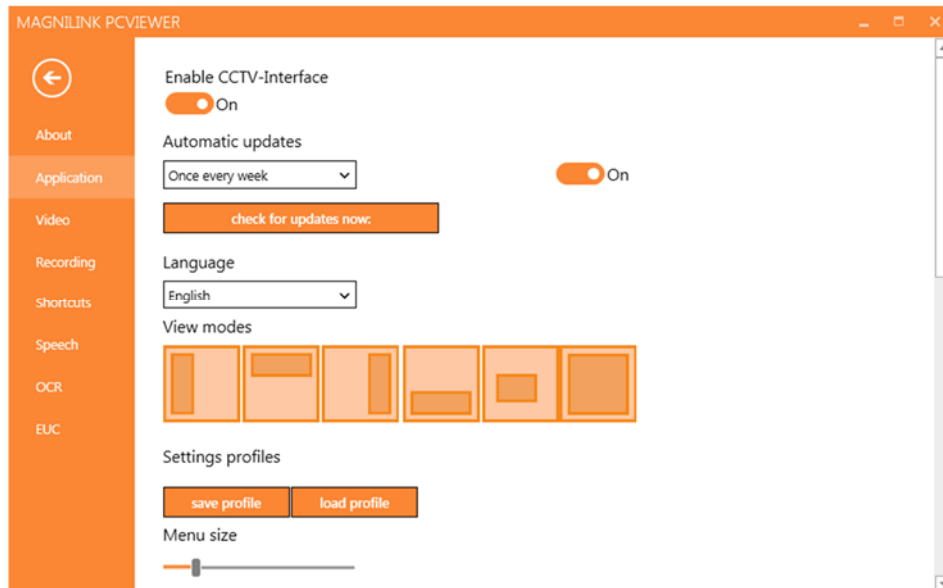 MAGNILINK PCVIEWER
About
Application
Video
Recording
Shortcuts
Speech
OCR
EUC
Enable CCTV-Interface
On
Automatic updates
Once every week
On
check for updates now:
Language
English
View modes
Settings profiles
save profile
load profile
Menu size